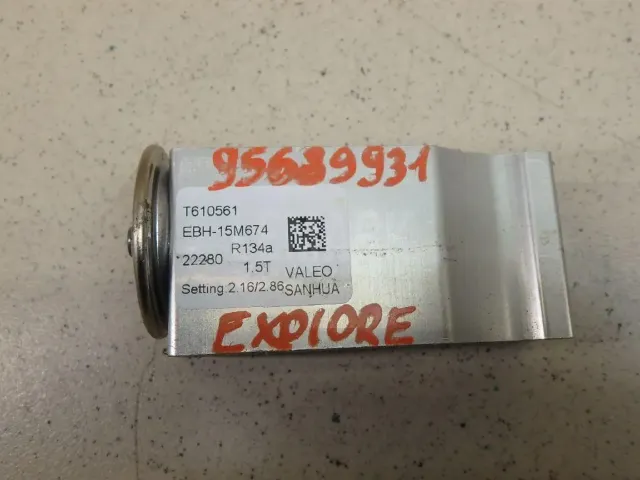 95689931
T610561
EBH-15M674
R134a
22280 1.5T VALEO
Setting:2.16/2.86 SANHUA
EXPlORE